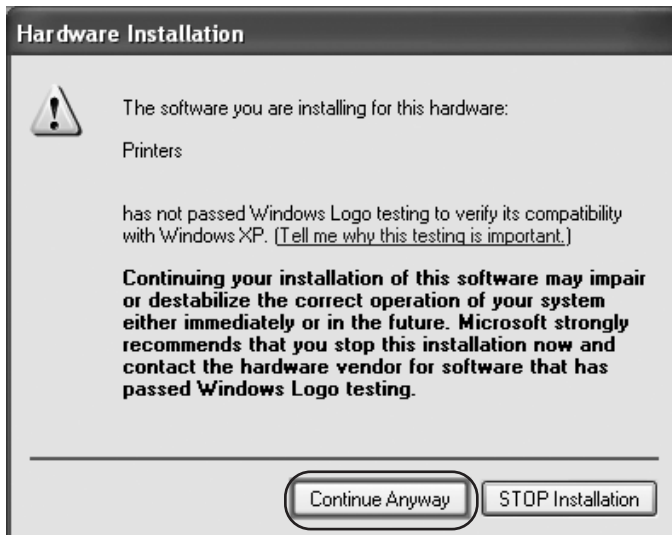 Hardware Installation
The software you are installing for this hardware:
Printers
has not passed Windows Logo testing to verify its compatibility
with Windows XP. (Tell me why this testing is important.)
Continuing your installation of this software may impair
or destabilize the correct operation of your system
either immediately or in the future. Microsoft strongly
recommends that you stop this installation now and
contact the hardware vendor for software that has
passed Windows Logo testing.
Continue Anyway
STOP Installation